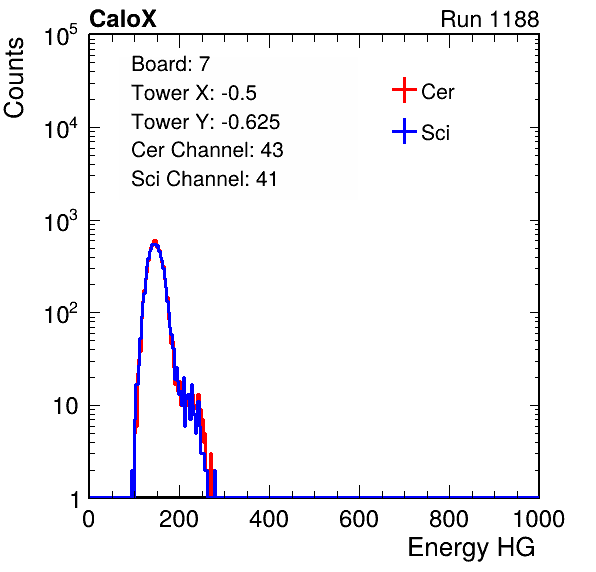 CaloX Run 1188
Counts
Board: 7
Tower X: -0.5
Tower Y: -0.625
Cer Channel: 43
Sci Channel: 41
Cer
Sci
10^5
10^4
10^3
10^2
10
1
0 200 400 600 800 1000
Energy HG